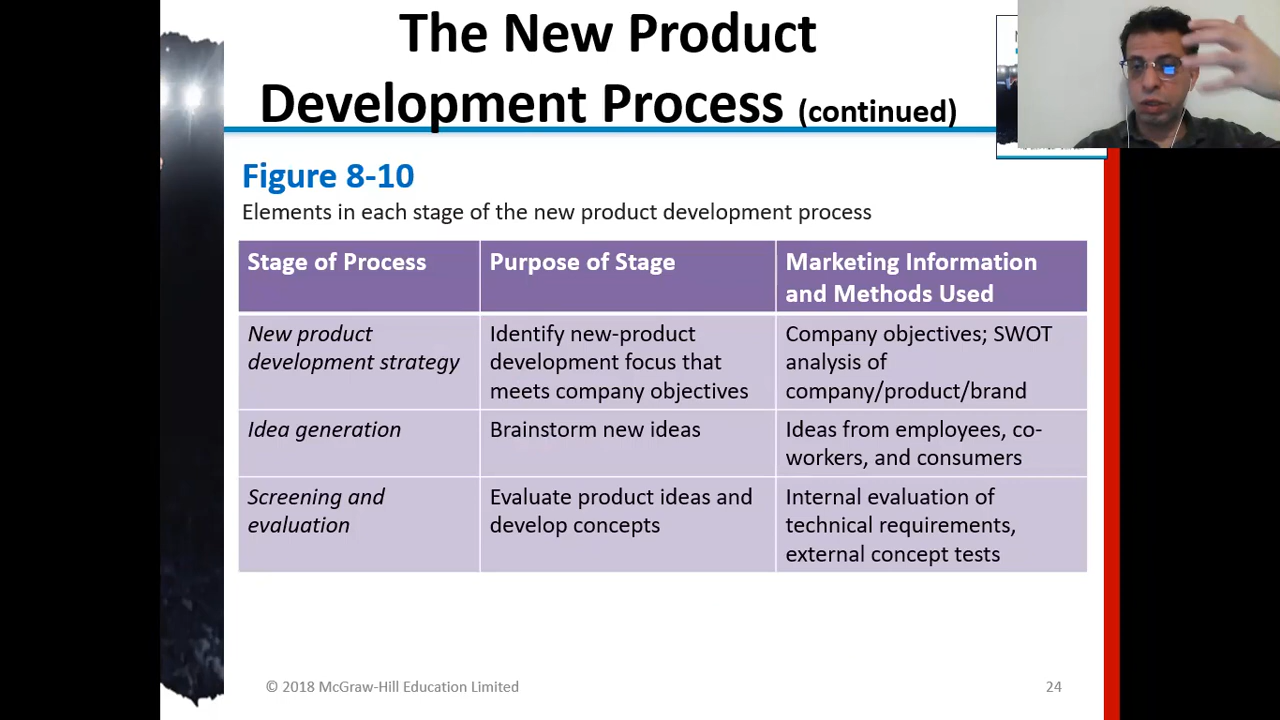 The New Product
Development Process (continued)
Figure 8-10
Elements in each stage of the new product development process
Stage of Process
Purpose of Stage
Marketing Information
and Methods Used
New product
development strategy
Identify new-product
development focus that
meets company objectives
Company objectives; SWOT
analysis of
company/product/brand
Idea generation
Brainstorm new ideas
Ideas from employees, co-
workers, and consumers
Screening and
evaluation
Evaluate product ideas and
develop concepts
Internal evaluation of
technical requirements,
external concept tests
© 2018 McGraw-Hill Education Limited
24